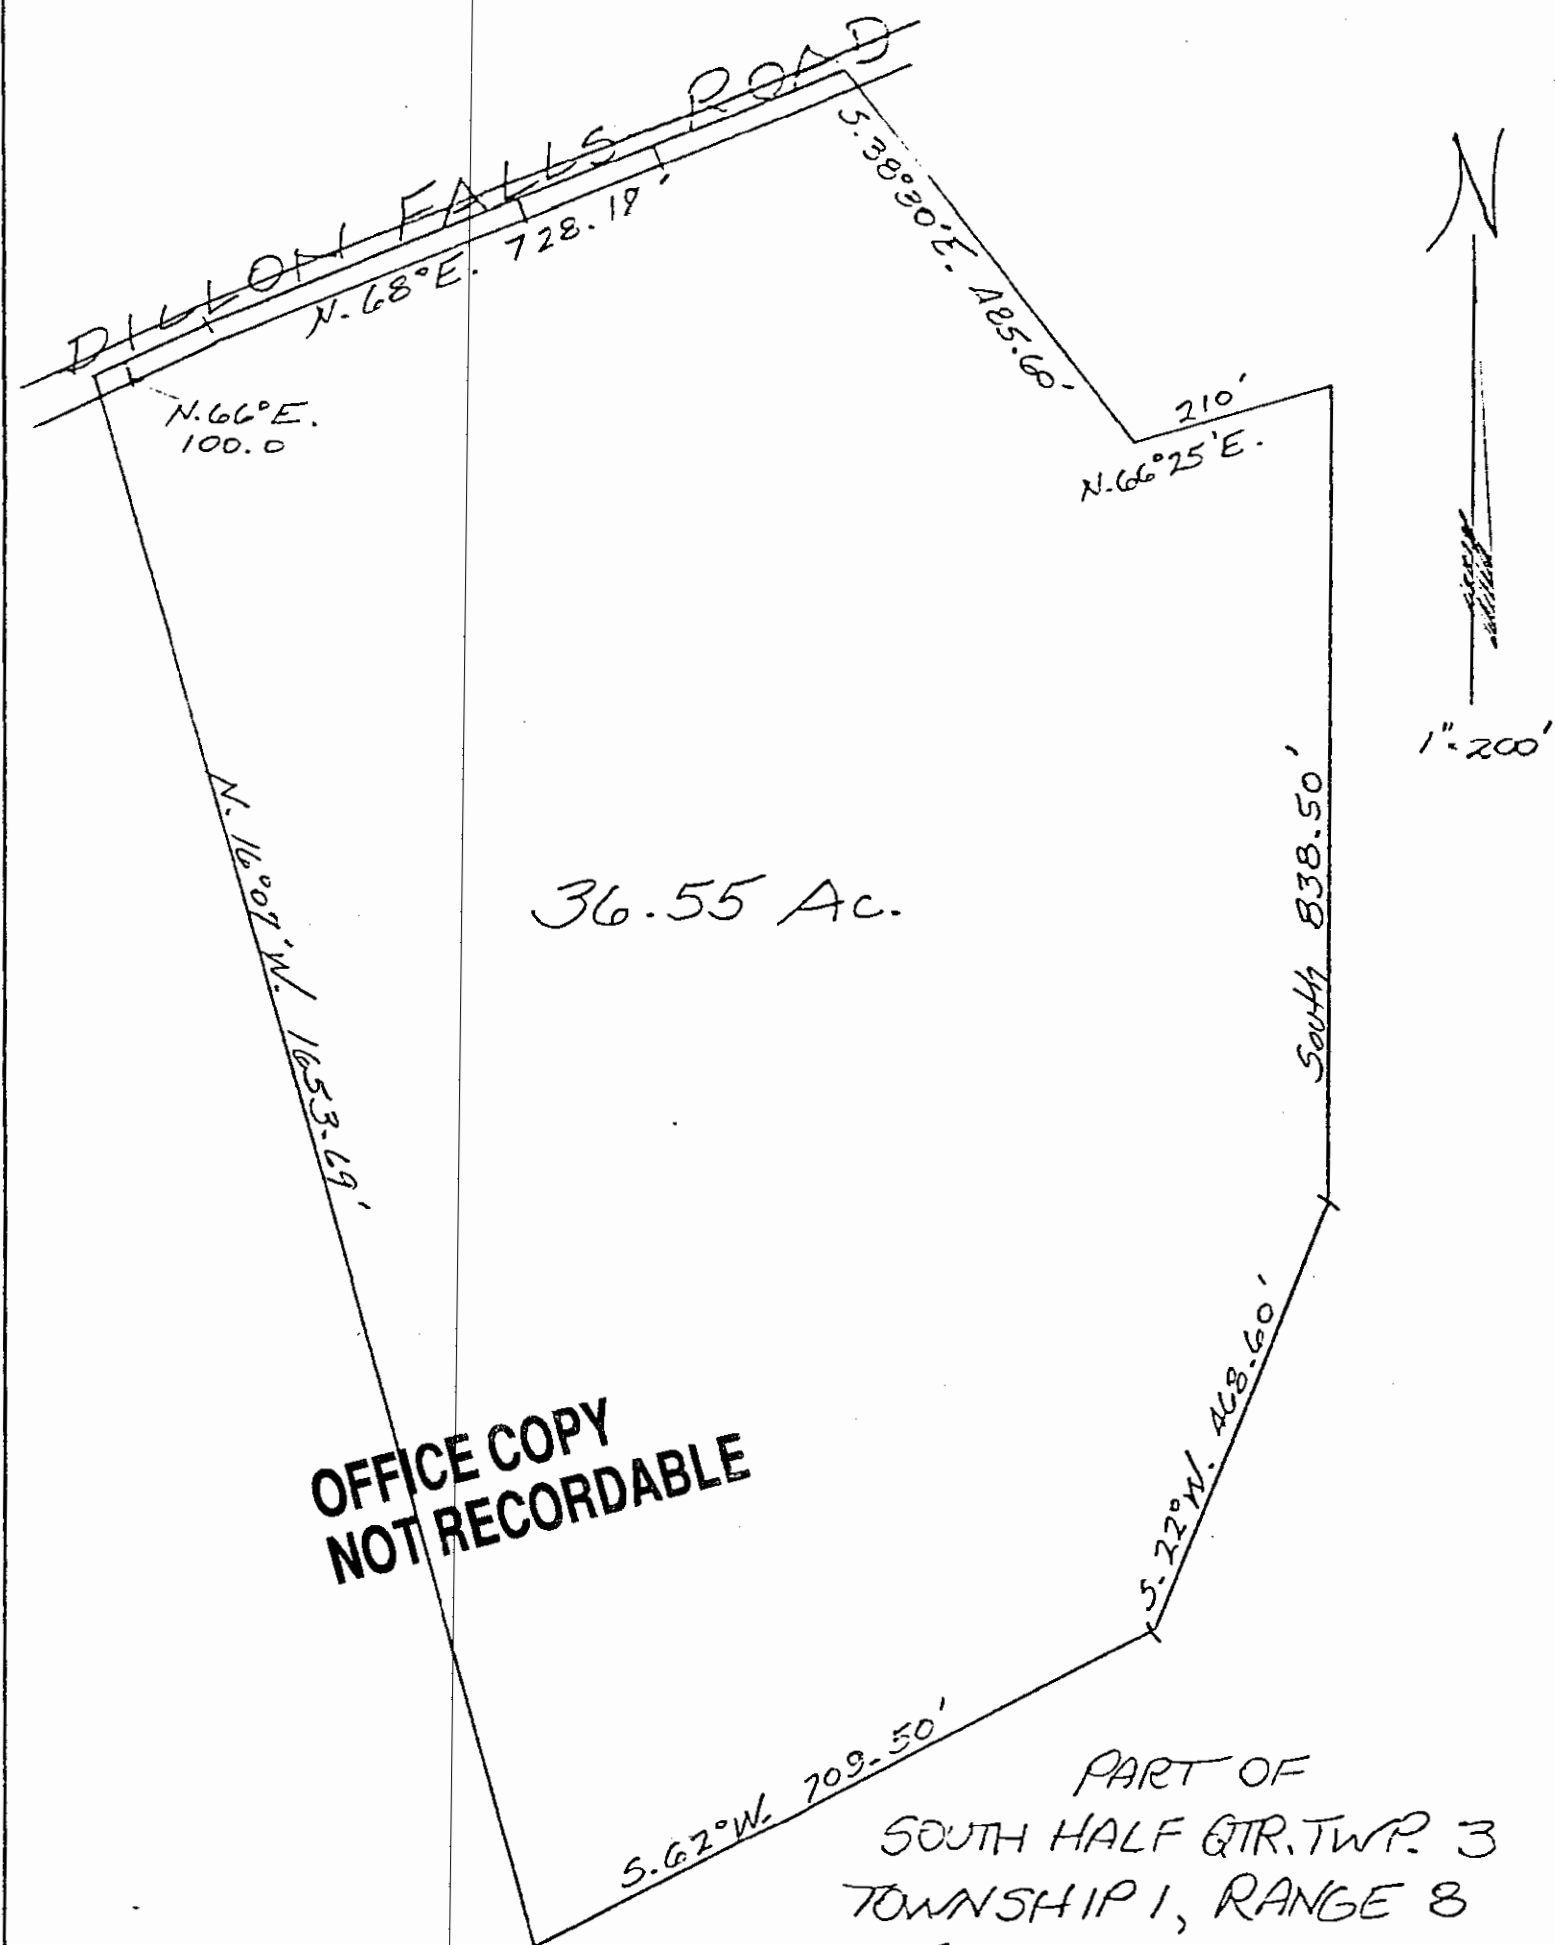 DILLON FALLS ROAD
N. 68°E. 728.19'
N. 66°E.
100.0
S. 38°30'E. 485.60'
210'
N. 66°25'E.
N
1"=200'
South 838.50'
N. 16°07'W. 1653.69'
36.55 Ac.
S. 22°W. 468.60'
S. 62°W. 709.50'
OFFICE COPY
NOT RECORDABLE
PART OF
SOUTH HALF QTR. TWP. 3
TOWNSHIP 1, RANGE 8